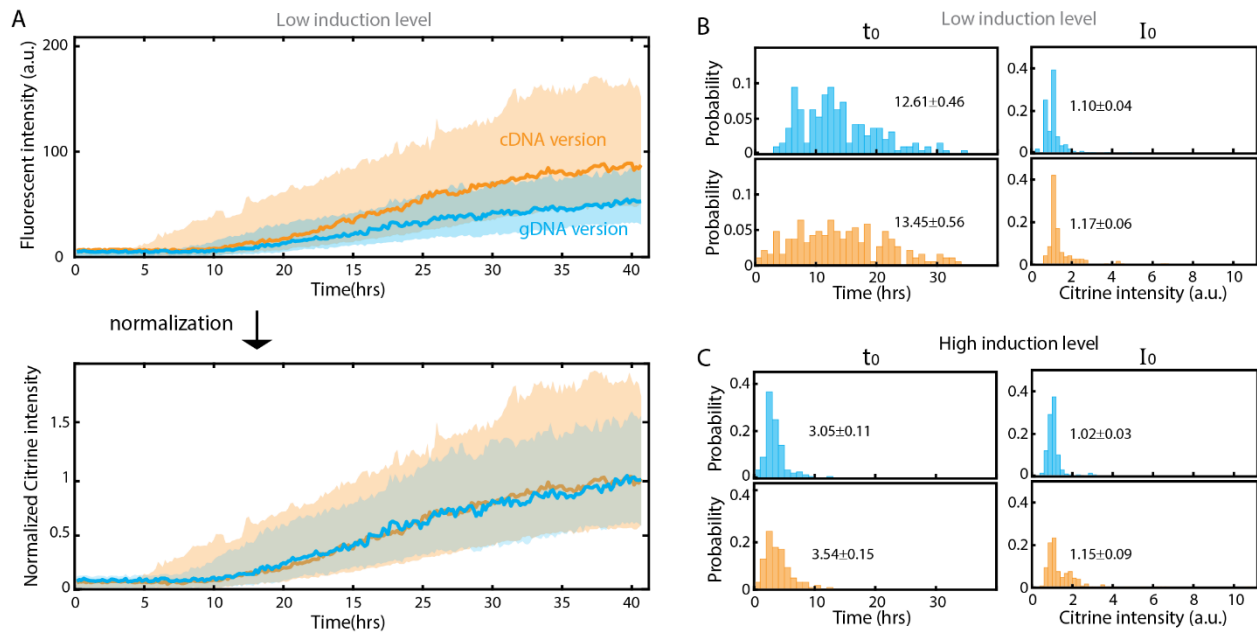 A
Low induction level
Fluorescent intensity (a.u.)
200
100
0
cDNA version
gDNA version
0 5 10 20 20 25 30 35 40
Time(hrs)
normalization
Normalized Citrine intensity
1.5
1
0.5
0
0 5 10 20 20 25 30 35 40
Time(hrs)
B
Low induction level
t₀
I₀
Probability
0.1
0.05
0
12.61±0.46
0.4
0.2
0
1.10±0.04
Probability
0.1
0.05
0
13.45±0.56
0.4
0.2
0
1.17±0.06
0 10 20 30
Time (hrs)
0 2 4 6 8 10
Citrine intensity (a.u.)
C
High induction level
t₀
I₀
Probability
0.4
0.2
0
3.05±0.11
0.4
0.2
0
1.02±0.03
Probability
0.4
0.2
0
3.54±0.15
0.4
0.2
0
1.15±0.09
0 10 20 30
Time (hrs)
0 2 4 6 8 10
Citrine intensity (a.u.)